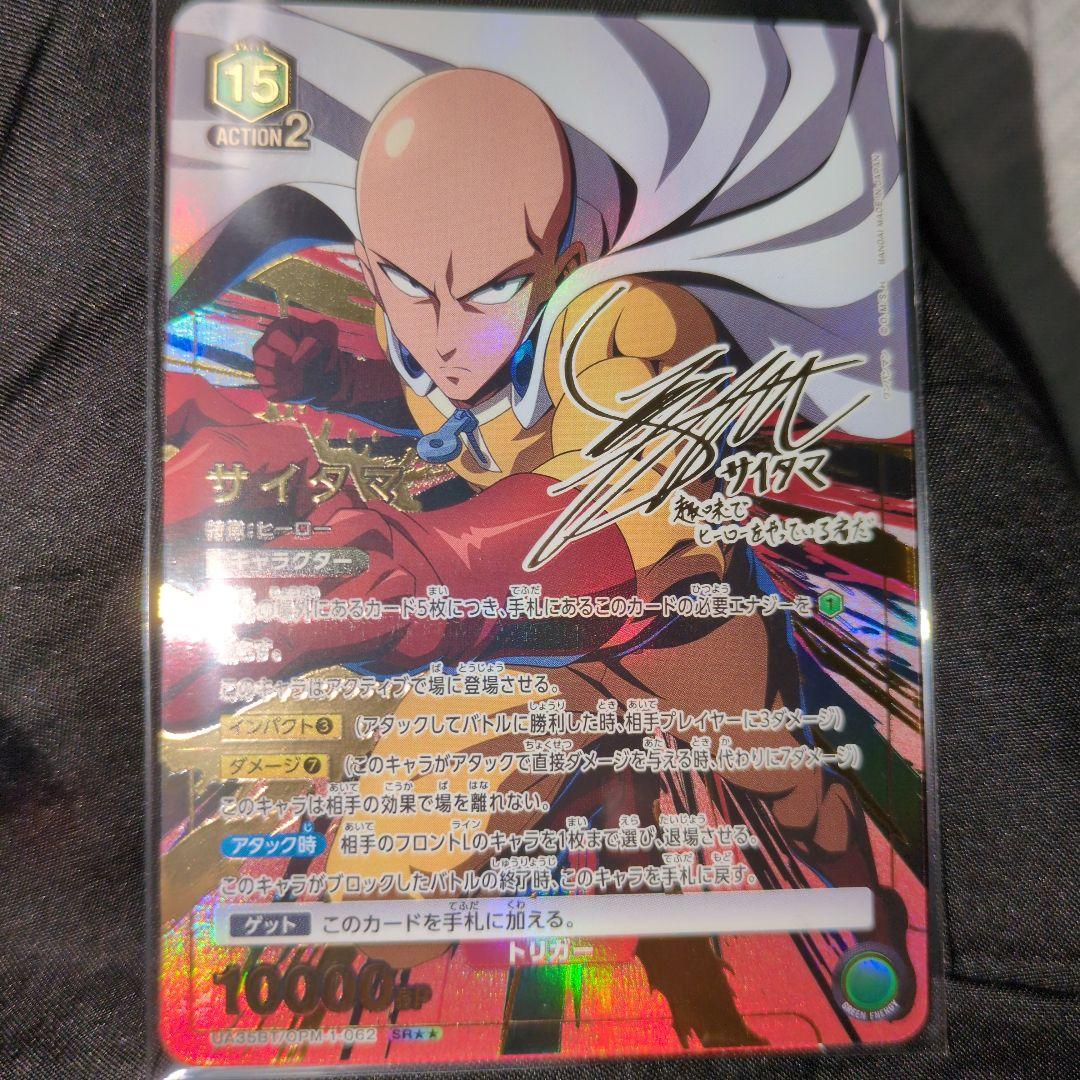 15
ACTION2
BANDAI MADE IN JAPAN
サイタマ
サイタマ
趣味で
ヒーローをやっている者だ
特徴:ヒーロー
キャラクター
外にあるカード5枚につき、手札にあるこのカードの必要エナジーを1
す。
このキャラはアクティブで場に登場させる。
インパクト3 (アタックしてバトルに勝利した時、相手プレイヤーに3ダメージ)
ダメージ7 (このキャラがアタックで直接ダメージを与える時、代わりに7ダメージ)
このキャラは相手の効果で場を離れない。
アタック時 相手のフロントLのキャラを1枚まで選び、退場させる。
このキャラがブロックしたバトルの終了時、このキャラを手札に戻す。
ゲット このカードを手札に加える。
トリガー
10000BP
GREEN ENERGY
UA35BT/OPM-1-062 SR★★